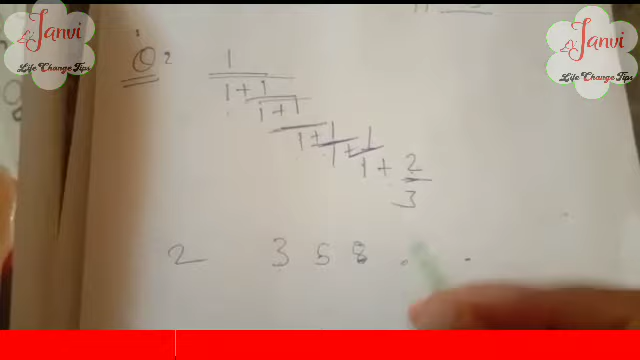 Janvi
Life Change Tips
Janvi
Life Change Tips
Q 2
1
1 + 1
1 + 1
1 + 1
1 + 1
1 + 2
3
2 3 5 8 . .